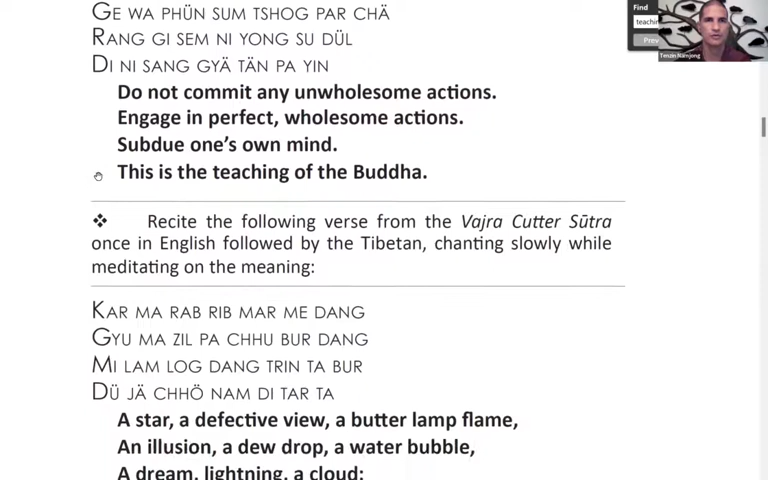 GE WA PHÜN SUM TSHOG PAR CHÄ
RANG GI SEM NI YONG SU DÜL
DI NI SANG GYÄ TÄN PA YIN
Do not commit any unwholesome actions.
Engage in perfect, wholesome actions.
Subdue one's own mind.
This is the teaching of the Buddha.
❖ Recite the following verse from the Vajra Cutter Sūtra
once in English followed by the Tibetan, chanting slowly while
meditating on the meaning:
KAR MA RAB RIB MAR ME DANG
GYU MA ZIL PA CHHU BUR DANG
MI LAM LOG DANG TRIN TA BUR
DÜ JÄ CHHÖ NAM DI TAR TA
A star, a defective view, a butter lamp flame,
An illusion, a dew drop, a water bubble,
A dream, lightning, a cloud:
Find
Tenzin Namjong